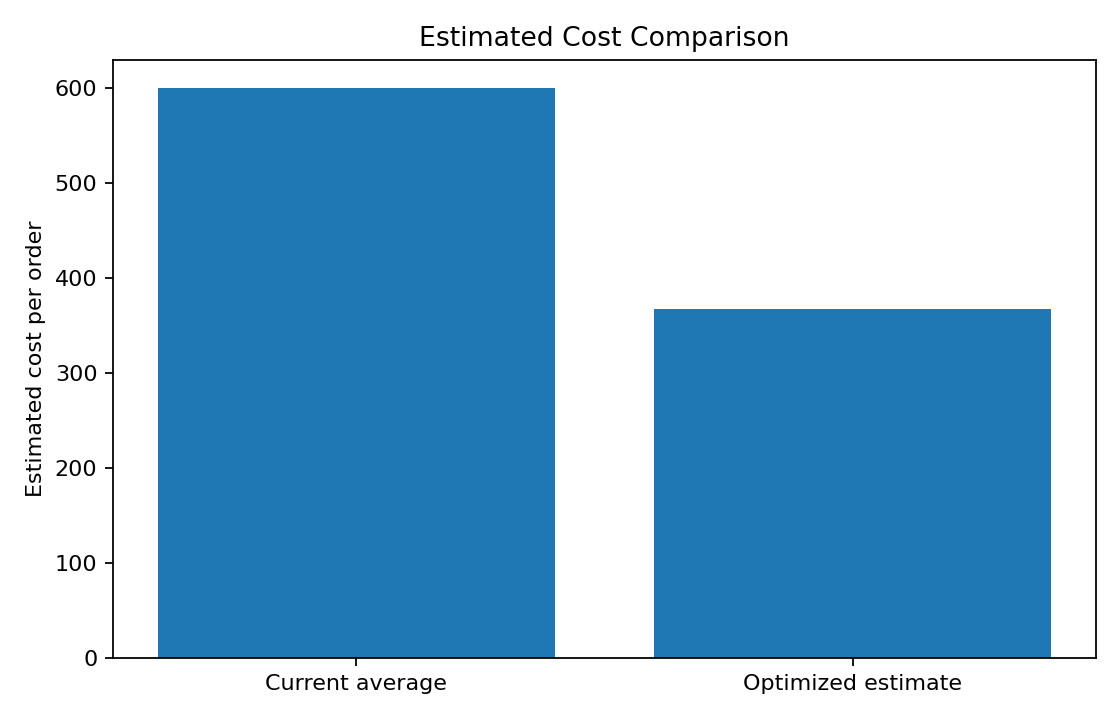 Estimated Cost Comparison
Estimated cost per order
600
500
400
300
200
100
0
Current average
Optimized estimate